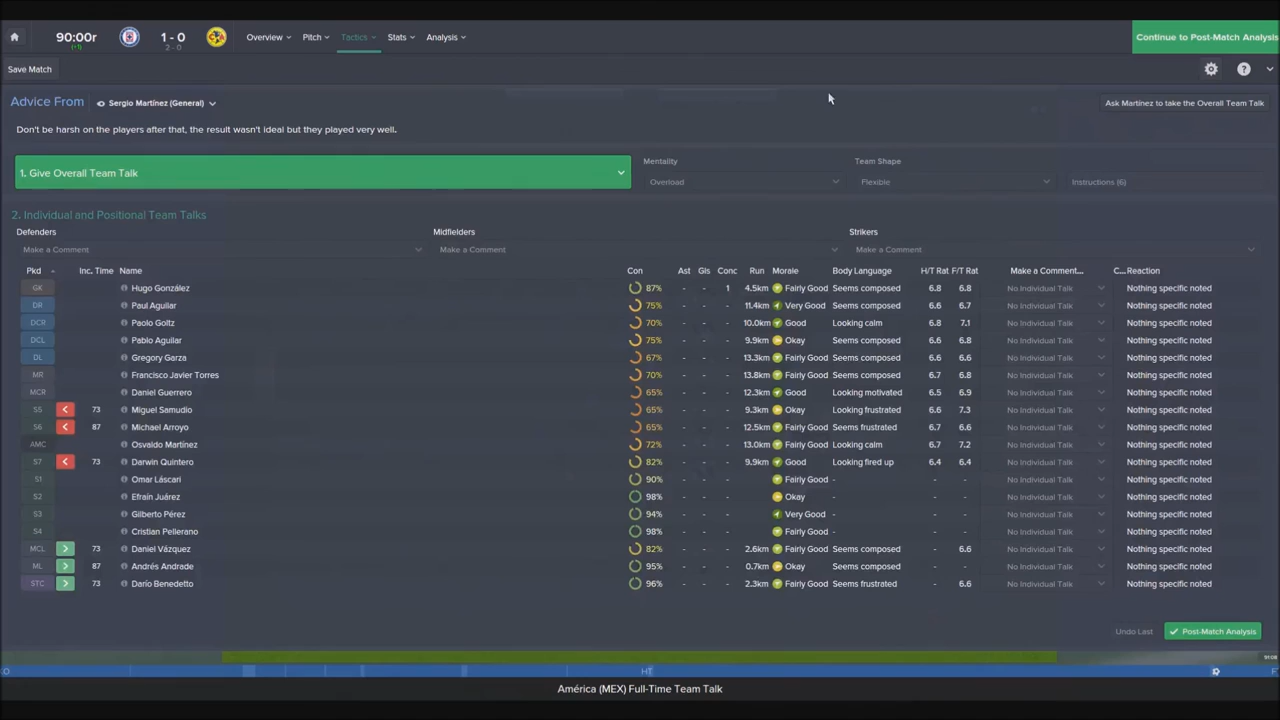 90:00r 1 - 0 Overview Pitch Tactics Stats Analysis Continue to Post-Match Analysis
(+1) 2 - 0
Save Match ?
Advice From Sergio Martínez (General) Ask Martínez to take the Overall Team Talk
Don't be harsh on the players after that, the result wasn't ideal but they played very well.
Mentality Team Shape
1. Give Overall Team Talk Overload Flexible Instructions (6)
2. Individual and Positional Team Talks
Defenders Midfielders Strikers
Make a Comment Make a Comment Make a Comment
Pkd Inc. Time Name Con Ast Gls Conc Run Morale Body Language H/T Rat F/T Rat Make a Comment... C... Reaction
GK Hugo González 87% - - 1 4.5km Fairly Good Seems composed 6.8 6.8 No Individual Talk Nothing specific noted
DR Paul Aguilar 75% - - - 11.4km Very Good Seems composed 6.6 6.7 No Individual Talk Nothing specific noted
DCR Paolo Goltz 70% - - - 10.0km Good Looking calm 6.8 7.1 No Individual Talk Nothing specific noted
DCL Pablo Aguilar 75% - - - 9.9km Okay Seems composed 6.6 6.8 No Individual Talk Nothing specific noted
DL Gregory Garza 67% - - - 13.3km Fairly Good Seems composed 6.6 6.6 No Individual Talk Nothing specific noted
MR Francisco Javier Torres 70% - - - 13.8km Fairly Good Seems composed 6.7 6.8 No Individual Talk Nothing specific noted
MCR Daniel Guerrero 65% - - - 12.3km Good Looking motivated 6.5 6.9 No Individual Talk Nothing specific noted
S5 73 Miguel Samudio 65% - - - 9.3km Okay Looking frustrated 6.6 7.3 No Individual Talk Nothing specific noted
S6 87 Michael Arroyo 65% - - - 12.5km Fairly Good Seems frustrated 6.7 6.6 No Individual Talk Nothing specific noted
AMC Osvaldo Martínez 72% - - - 13.0km Fairly Good Looking calm 6.7 7.2 No Individual Talk Nothing specific noted
S7 73 Darwin Quintero 82% - - - 9.9km Good Looking fired up 6.4 6.4 No Individual Talk Nothing specific noted
S1 Omar Láscari 90% - - - Fairly Good - - - No Individual Talk Nothing specific noted
S2 Efraín Juárez 98% - - - Okay - - - No Individual Talk Nothing specific noted
S3 Gilberto Pérez 94% - - - Very Good - - - No Individual Talk Nothing specific noted
S4 Cristian Pellerano 98% - - - Fairly Good - - - No Individual Talk Nothing specific noted
MCL 73 Daniel Vázquez 82% - - - 2.6km Fairly Good Seems composed - 6.6 No Individual Talk Nothing specific noted
ML 87 Andrés Andrade 95% - - - 0.7km Okay Seems composed - - No Individual Talk Nothing specific noted
STC 73 Darío Benedetto 96% - - - 2.3km Fairly Good Seems frustrated - 6.6 No Individual Talk Nothing specific noted
Undo Last Post-Match Analysis
91:00
HT
América (MEX) Full-Time Team Talk